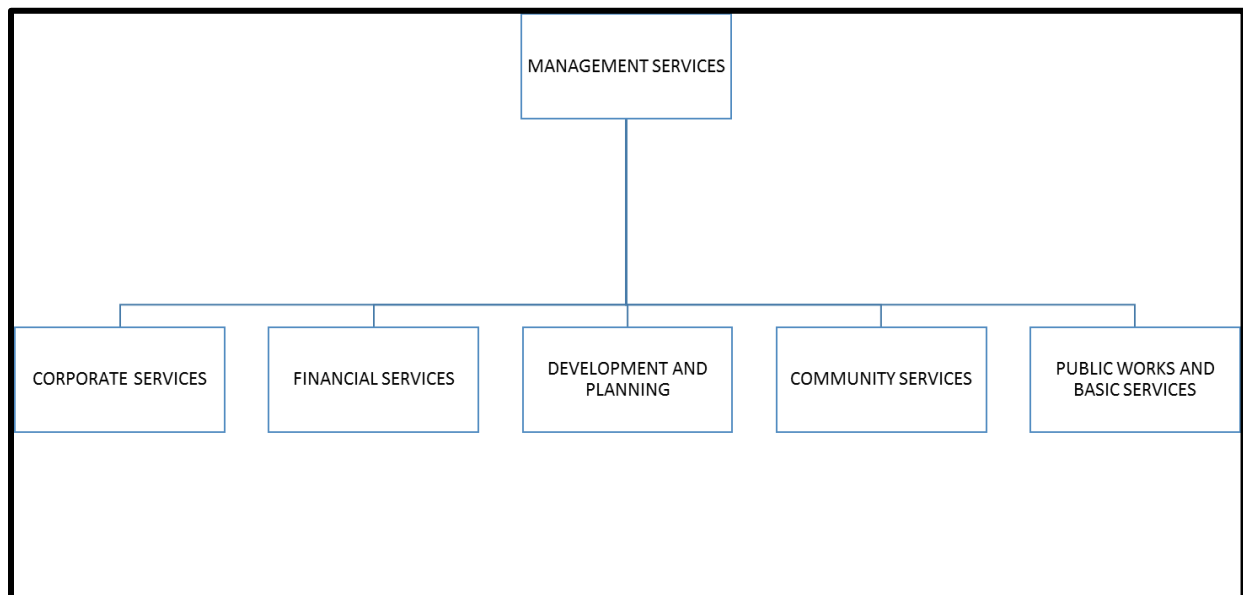 MANAGEMENT SERVICES
CORPORATE SERVICES
FINANCIAL SERVICES
DEVELOPMENT AND
PLANNING
COMMUNITY SERVICES
PUBLIC WORKS AND
BASIC SERVICES